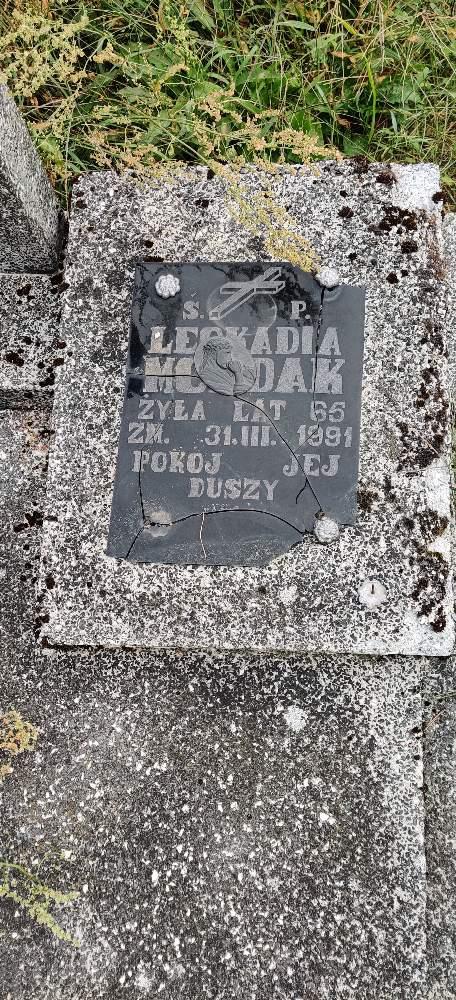 Ś. P.
LEOKADIA
ŻYŁA LAT 65
ZM. 31.III.1991
POKÓJ JEJ
DUSZY